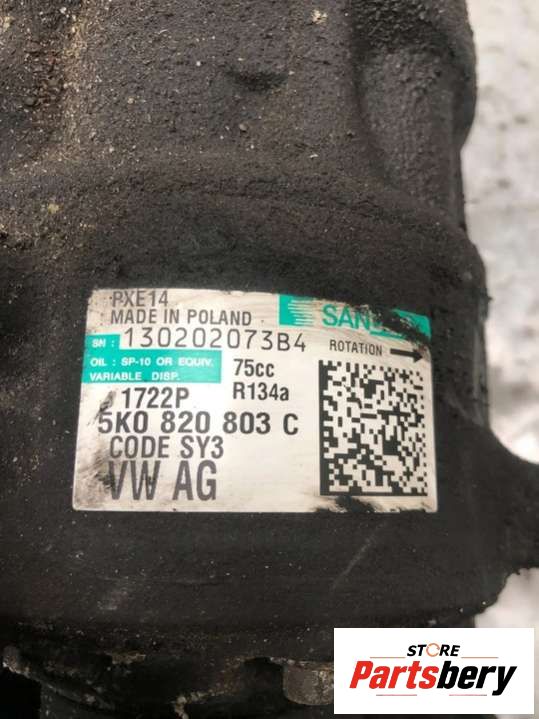 PXE14
MADE IN POLAND
SN: 130202073B4
ROTATION
OIL: SP-10 OR EQUIV.
VARIABLE DISP.
75cc
R134a
1722P
5K0 820 803 C
CODE SY3
VW AG
STORE
Partsbery